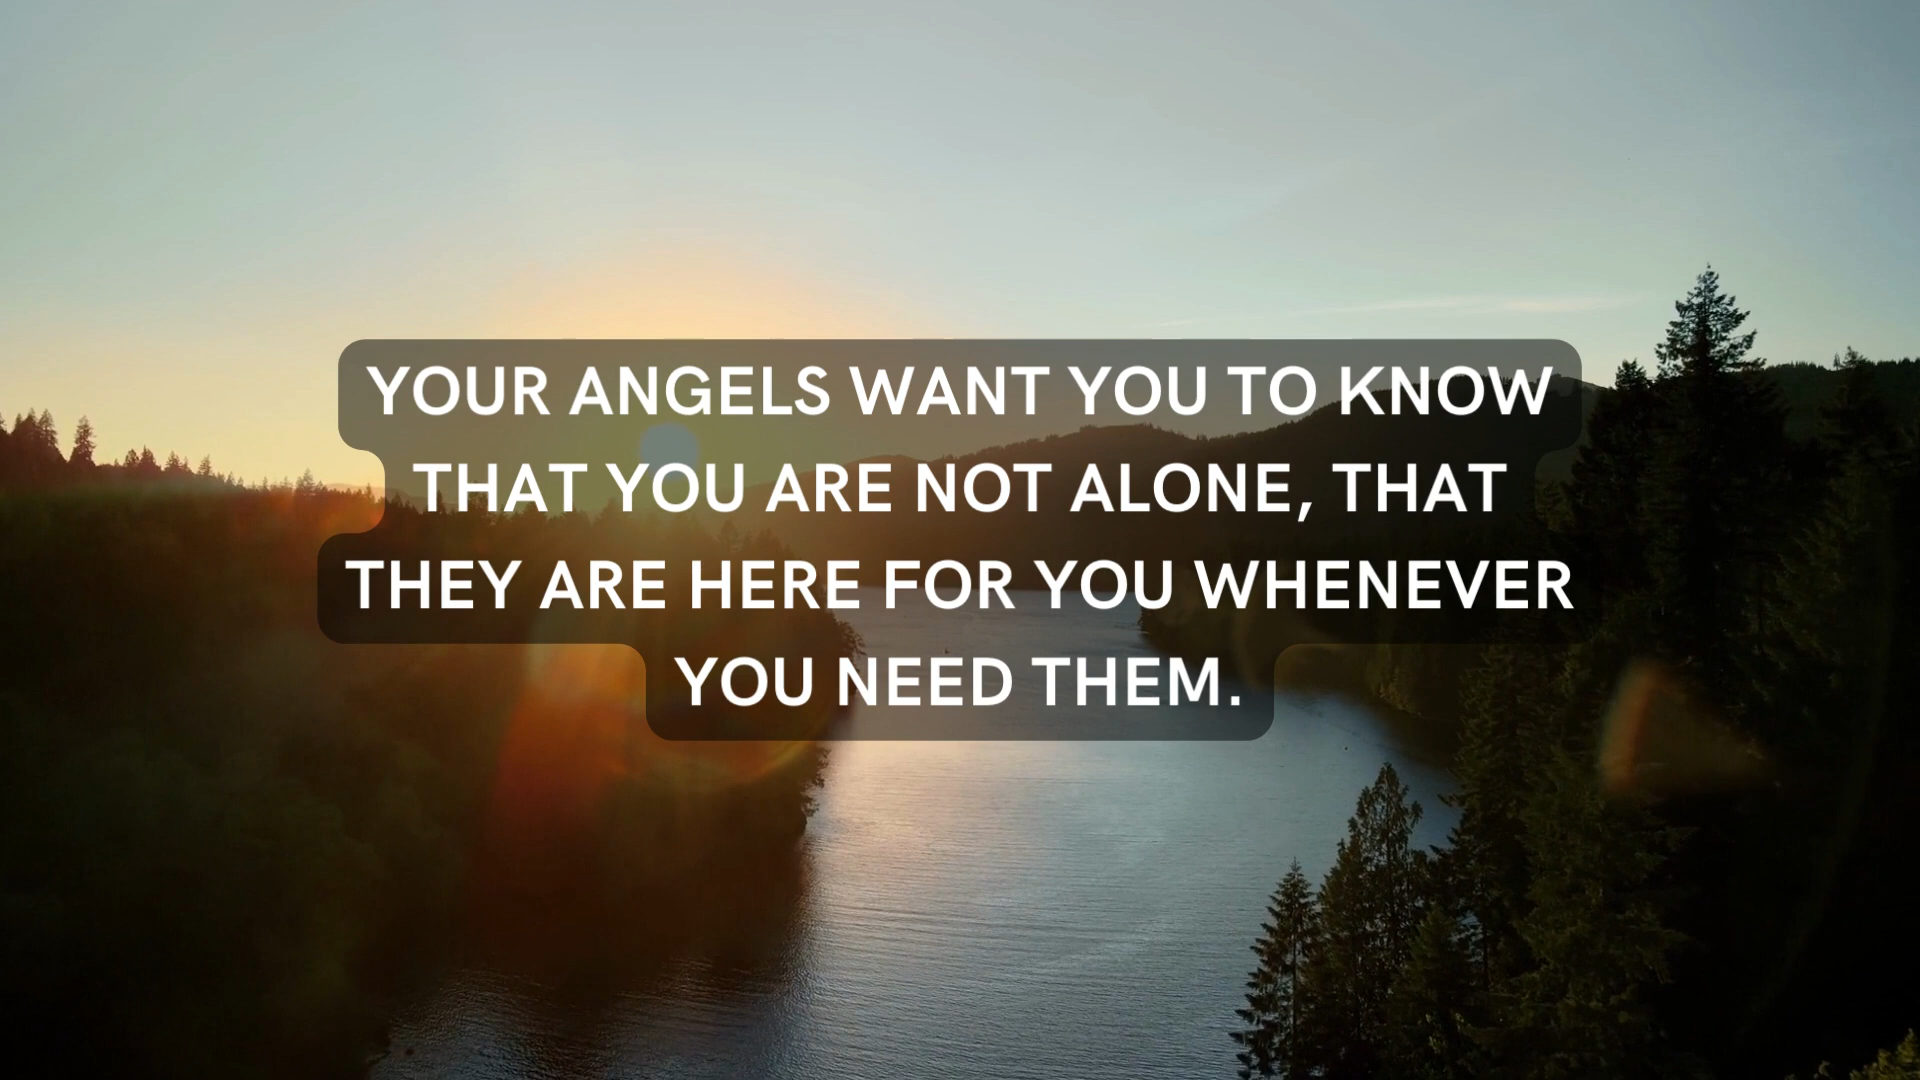 YOUR ANGELS WANT YOU TO KNOW
THAT YOU ARE NOT ALONE, THAT
THEY ARE HERE FOR YOU WHENEVER
YOU NEED THEM.